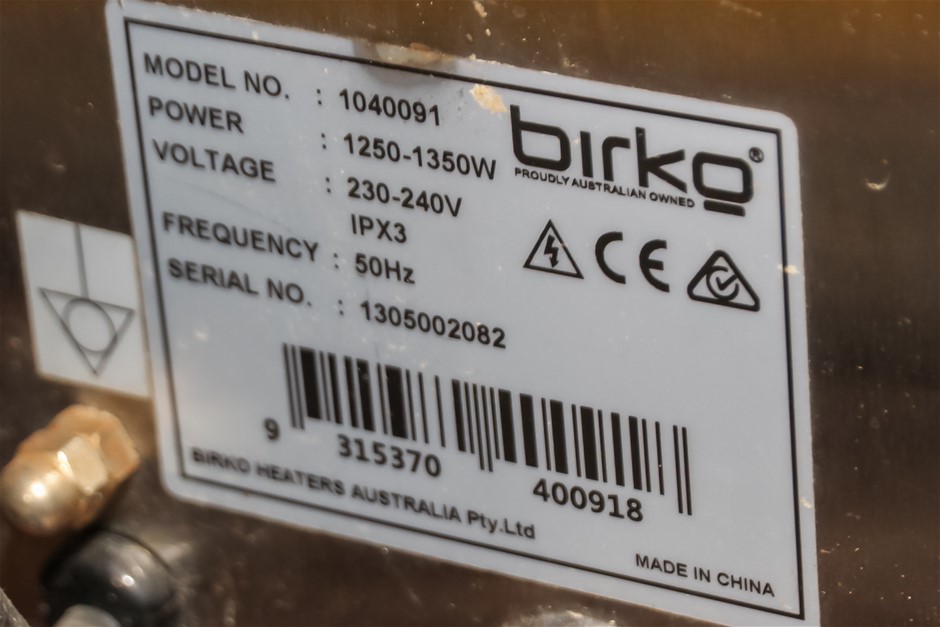 MODEL NO. : 1040091
POWER : 1250-1350W
VOLTAGE : 230-240V
IPX3
FREQUENCY : 50Hz
SERIAL NO. : 1305002082
birko®
PROUDLY AUSTRALIAN OWNED
CE
9 315370 400918
BIRKO HEATERS AUSTRALIA Pty.Ltd
MADE IN CHINA